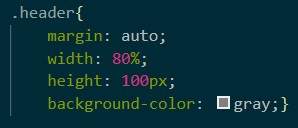 .header{
margin: auto;
width: 80%;
height: 100px;
background-color: gray;}